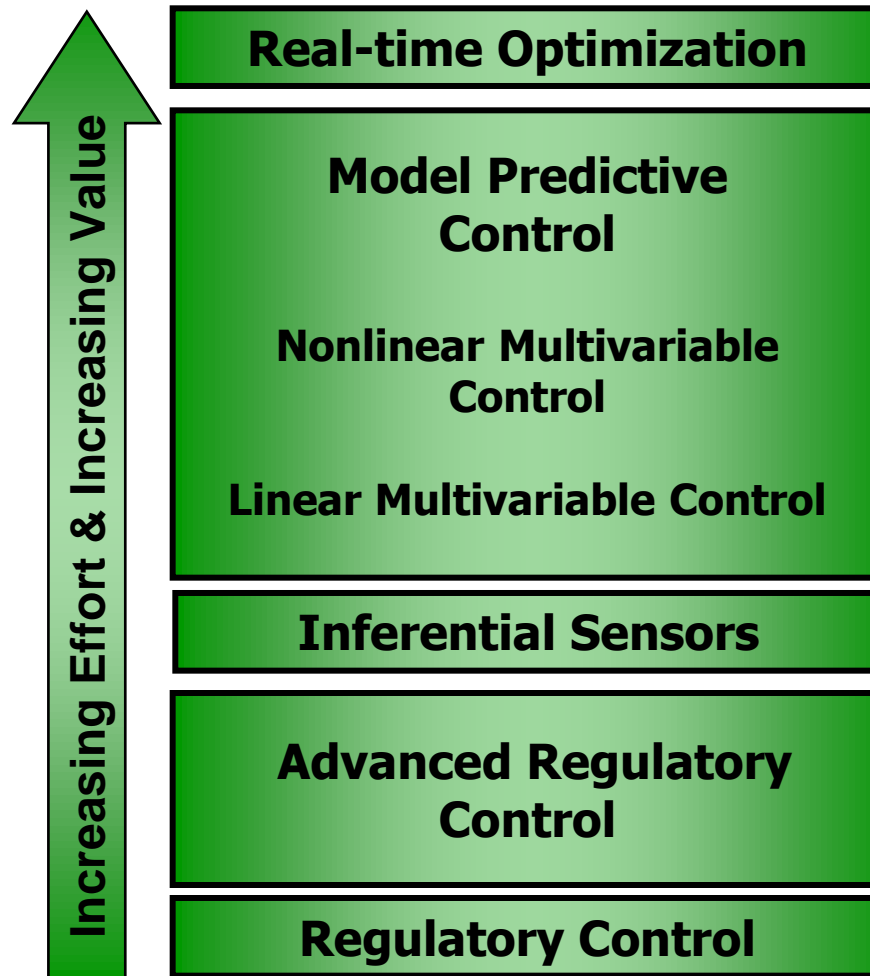 Increasing Effort & Increasing Value
Real-time Optimization
Model Predictive
Control
Nonlinear Multivariable
Control
Linear Multivariable Control
Inferential Sensors
Advanced Regulatory
Control
Regulatory Control